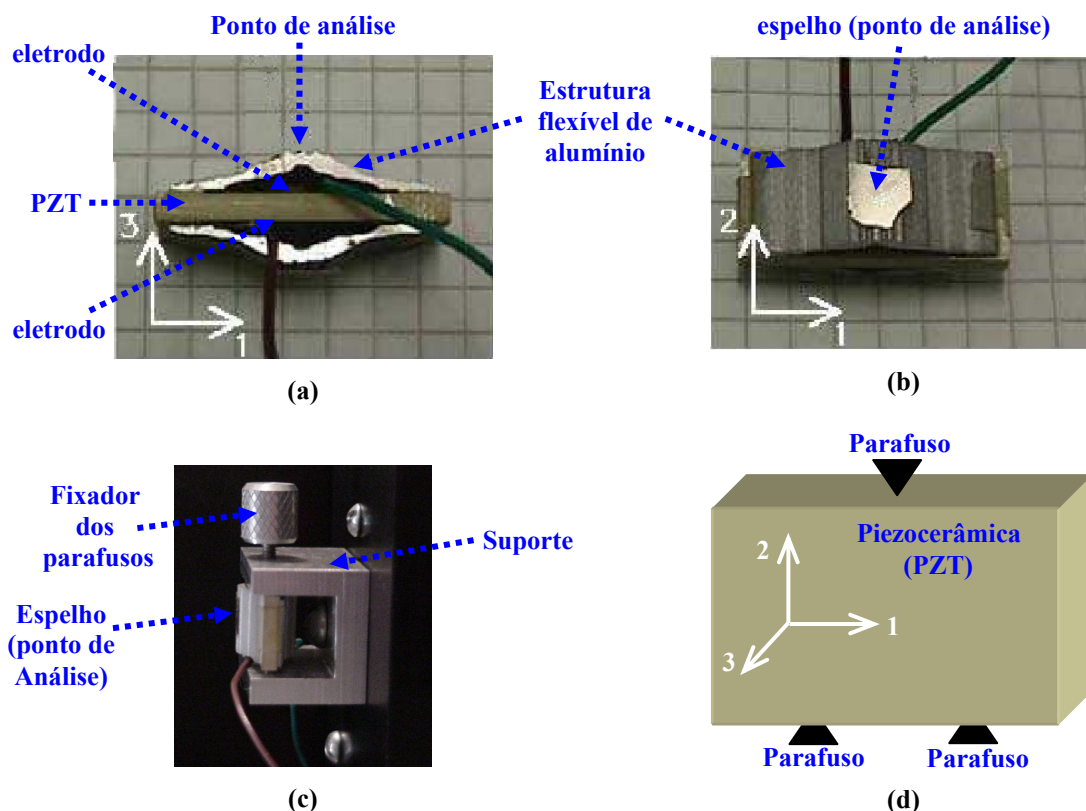 Ponto de análise
eletrodo
PZT
eletrodo
3
1
(a)
espelho (ponto de análise)
Estrutura
flexível de
alumínio
2
1
(b)
Fixador
dos
parafusos
Suporte
Espelho
(ponto de
Análise)
(c)
Parafuso
Piezocerâmica
(PZT)
2
1
3
Parafuso
Parafuso
(d)